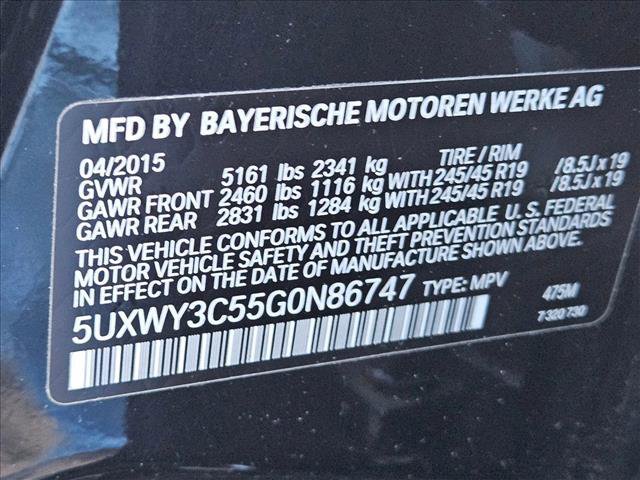 MFD BY BAYERISCHE MOTOREN WERKE AG
04/2015 TIRE / RIM
GVWR 5161 lbs 2341 kg
GAWR FRONT 2460 lbs 1116 kg WITH 245/45 R19 /8.5J x 19
GAWR REAR 2831 lbs 1284 kg WITH 245/45 R19 /8.5J x 19
THIS VEHICLE CONFORMS TO ALL APPLICABLE U. S. FEDERAL
MOTOR VEHICLE SAFETY AND THEFT PREVENTION STANDARDS
IN EFFECT ON THE DATE OF MANUFACTURE SHOWN ABOVE.
5UXWY3C55G0N86747 TYPE: MPV 475M
7 320 730